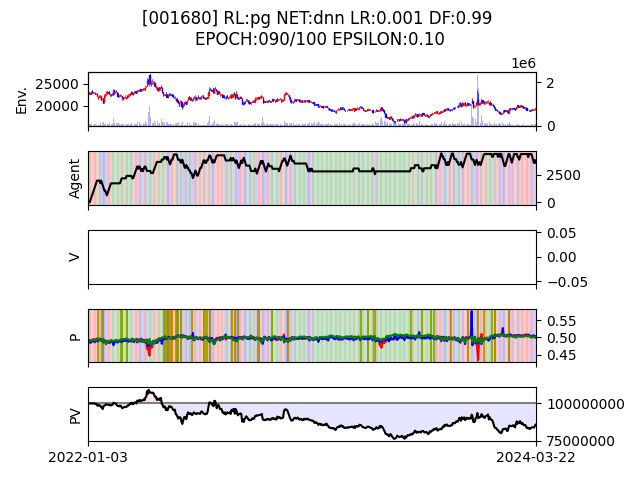 [001680] RL:pg NET:dnn LR:0.001 DF:0.99
EPOCH:090/100 EPSILON:0.10
1e6
Env.
25000
20000
2
0
Agent
2500
0
V
0.05
0.00
−0.05
P
0.55
0.50
0.45
PV
100000000
75000000
2022-01-03
2024-03-22